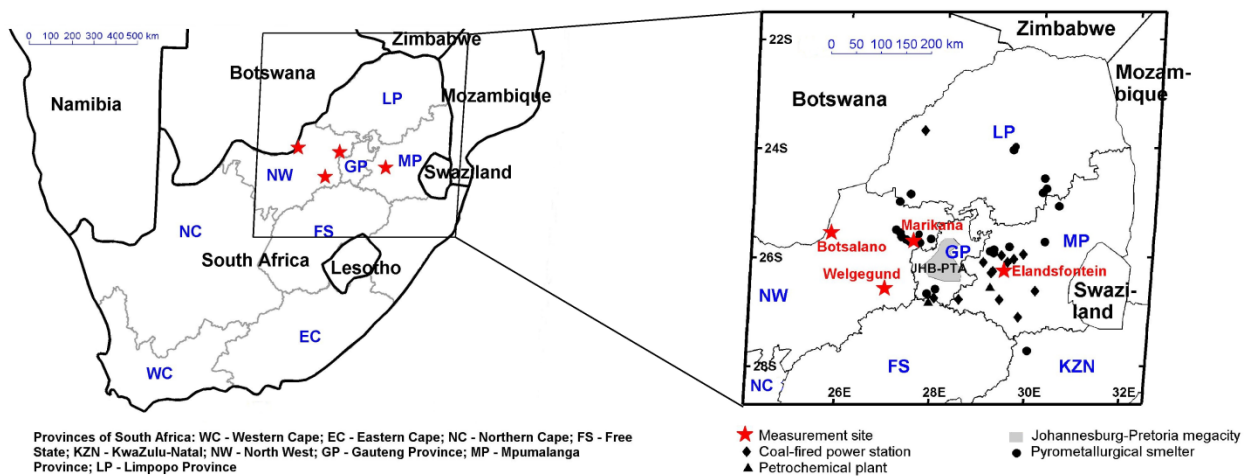 0 100 200 300 400 500 km
Zimbabwe
Botswana
Namibia
Mozambique
LP
MP
GP
NW
Swaziland
NC
FS
South Africa
Lesotho
EC
WC
0 50 100 150 200 km
22S
Zimbabwe
Mozam-
bique
Botswana
LP
24S
Marikana
Botsalano
GP
MP
26S
JHB-PTA
Elandsfontein
Welgegund
Swazi-
land
NW
28S
FS
KZN
NC
26E 28E 30E 32E
Provinces of South Africa: WC - Western Cape; EC - Eastern Cape; NC - Northern Cape; FS - Free
State; KZN - KwaZulu-Natal; NW - North West; GP - Gauteng Province; MP - Mpumalanga
Province; LP - Limpopo Province
Measurement site
Coal-fired power station
Petrochemical plant
Johannesburg-Pretoria megacity
Pyrometallurgical smelter